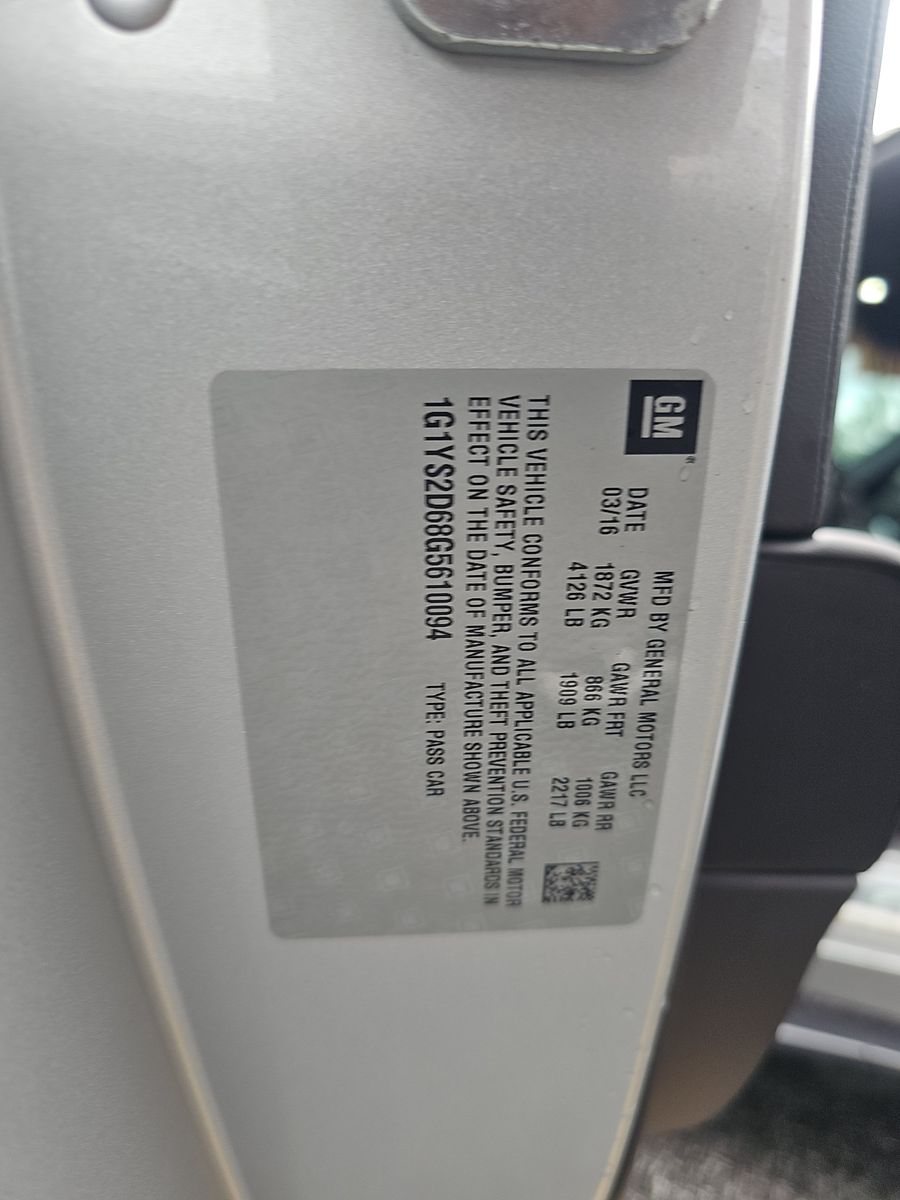 GM®
MFD BY GENERAL MOTORS LLC
DATE GVWR GAWR FRT GAWR RR
03/16 1872 KG 866 KG 1006 KG
4126 LB 1909 LB 2217 LB
THIS VEHICLE CONFORMS TO ALL APPLICABLE U.S. FEDERAL MOTOR
VEHICLE SAFETY, BUMPER, AND THEFT PREVENTION STANDARDS IN
EFFECT ON THE DATE OF MANUFACTURE SHOWN ABOVE.
1G1YS2D68G5610094 TYPE: PASS CAR